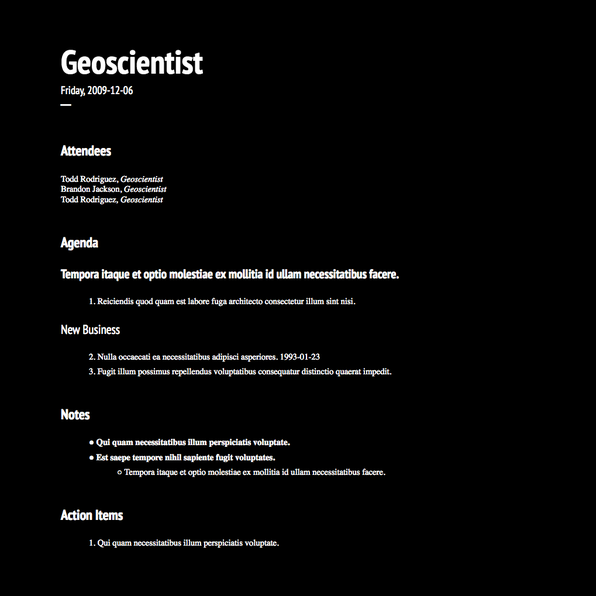 Geoscientist
Friday, 2009-12-06
Attendees
Todd Rodriguez, Geoscientist
Brandon Jackson, Geoscientist
Todd Rodriguez, Geoscientist
Agenda
Tempora itaque et optio molestiae ex mollitia id ullam necessitatibus facere.
1. Reiciendis quod quam est labore fuga architecto consectetur illum sint nisi.
New Business
2. Nulla occaecati ea necessitatibus adipisci asperiores. 1993-01-23
3. Fugit illum possimus repellendus voluptatibus consequatur distinctio quaerat impedit.
Notes
● Qui quam necessitatibus illum perspiciatis voluptate.
● Est saepe tempore nihil sapiente fugit voluptates.
○ Tempora itaque et optio molestiae ex mollitia id ullam necessitatibus facere.
Action Items
1. Qui quam necessitatibus illum perspiciatis voluptate.